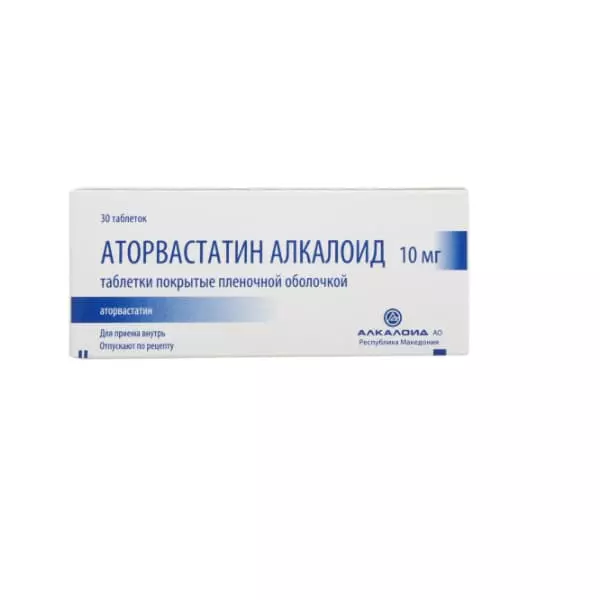 30 таблеток
АТОРВАСТАТИН АЛКАЛОИД 10 мг
таблетки покрытые пленочной оболочкой
аторвастатин
Для приема внутрь
Отпускают по рецепту
АЛКАЛОИД АО
Республика Македония